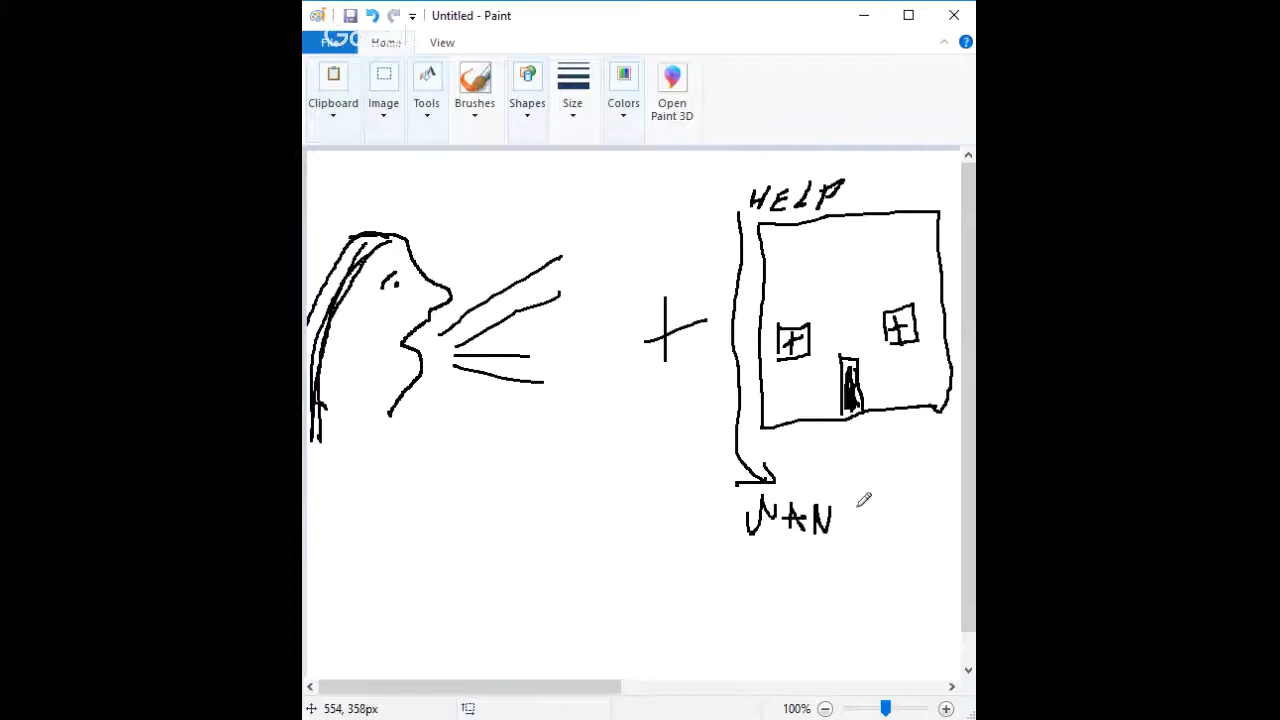 Untitled - Paint
File Home View
Clipboard Image Tools Brushes Shapes Size Colors Open Paint 3D
HELP
554, 358px 100%